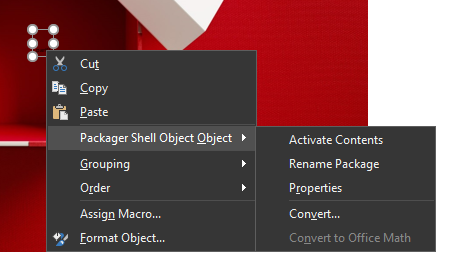 Cut
Copy
Paste
Packager Shell Object Object
Grouping
Order
Assign Macro...
Format Object...
Activate Contents
Rename Package
Properties
Convert...
Convert to Office Math